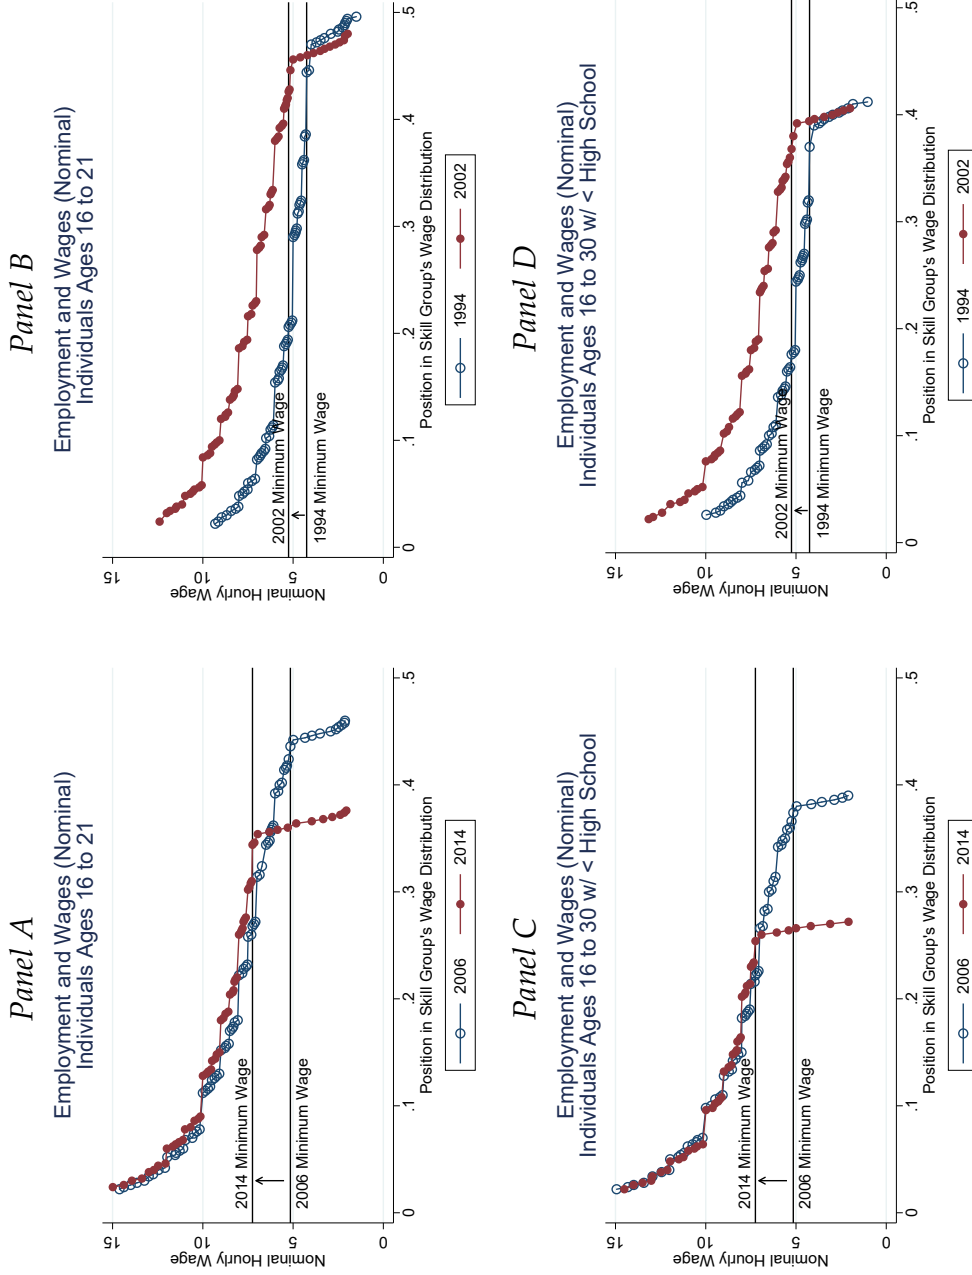 Panel A
Employment and Wages (Nominal)
Individuals Ages 16 to 21
Nominal Hourly Wage
15
10
5
0
2014 Minimum Wage
2006 Minimum Wage
0
.1
.2
.3
.4
.5
Position in Skill Group's Wage Distribution
2006
2014
Panel B
Employment and Wages (Nominal)
Individuals Ages 16 to 21
Nominal Hourly Wage
15
10
5
0
2002 Minimum Wage
1994 Minimum Wage
0
.1
.2
.3
.4
.5
Position in Skill Group's Wage Distribution
1994
2002
Panel C
Employment and Wages (Nominal)
Individuals Ages 16 to 30 w/ < High School
Nominal Hourly Wage
15
10
5
0
2014 Minimum Wage
2006 Minimum Wage
0
.1
.2
.3
.4
.5
Position in Skill Group's Wage Distribution
2006
2014
Panel D
Employment and Wages (Nominal)
Individuals Ages 16 to 30 w/ < High School
Nominal Hourly Wage
15
10
5
0
2002 Minimum Wage
1994 Minimum Wage
0
.1
.2
.3
.4
.5
Position in Skill Group's Wage Distribution
1994
2002